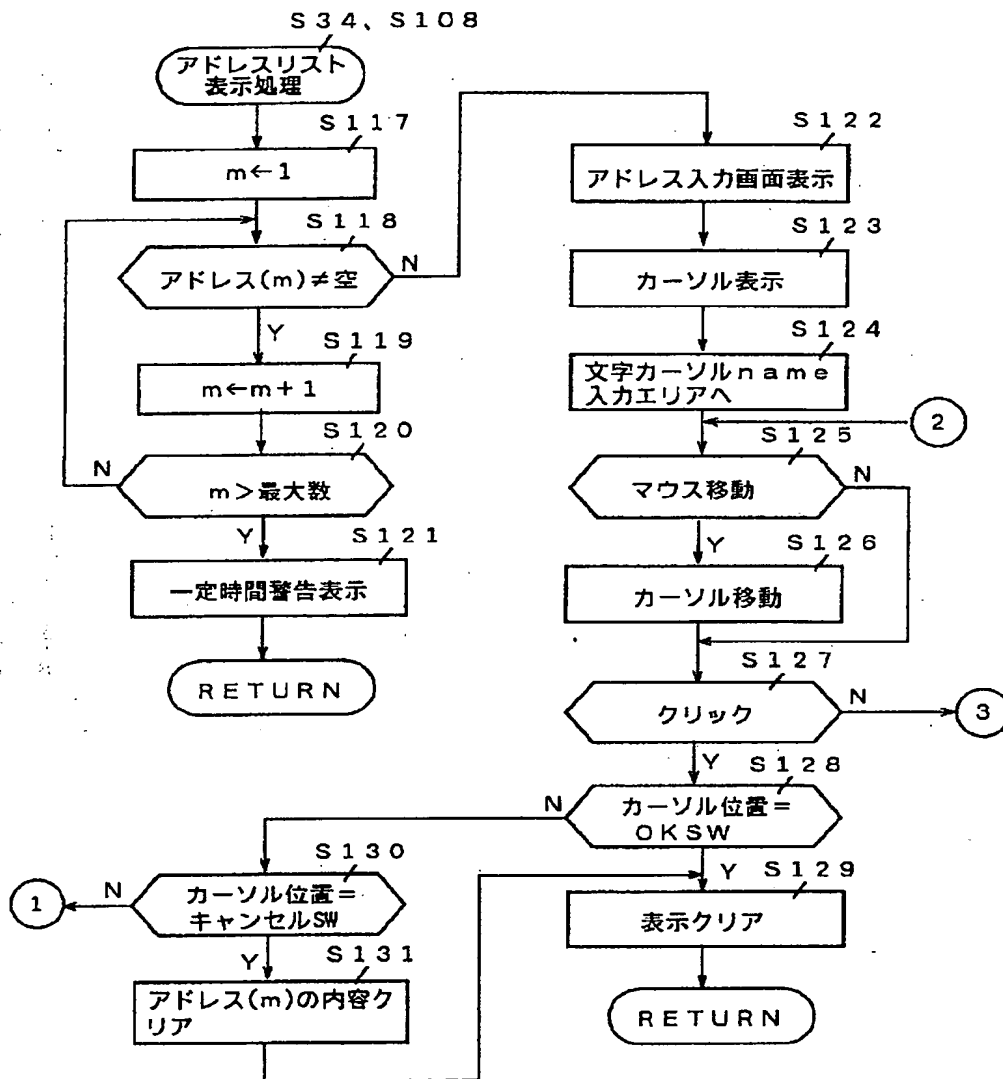 S34、S108
アドレスリスト
表示処理
S117
m←1
S118
アドレス(m)≠空
N
Y
S119
m←m+1
S120
N
m>最大数
Y
S121
一定時間警告表示
RETURN
S122
アドレス入力画面表示
S123
カーソル表示
S124
文字カーソルname
入力エリアへ
2
S125
マウス移動
N
Y
S126
カーソル移動
S127
クリック
N
3
Y
S128
カーソル位置=
OKSW
N
Y
S129
表示クリア
RETURN
S130
カーソル位置=
キャンセルSW
N
1
Y
S131
アドレス(m)の内容ク
リア